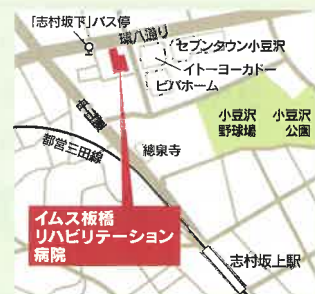 「志村坂下」バス停
環八通り
セブンタウン小豆沢
イトーヨーカドー
ビバホーム
小豆沢
野球場
小豆沢
公園
中山道
都営三田線
總泉寺
イムス板橋
リハビリテーション
病院
志村坂上駅